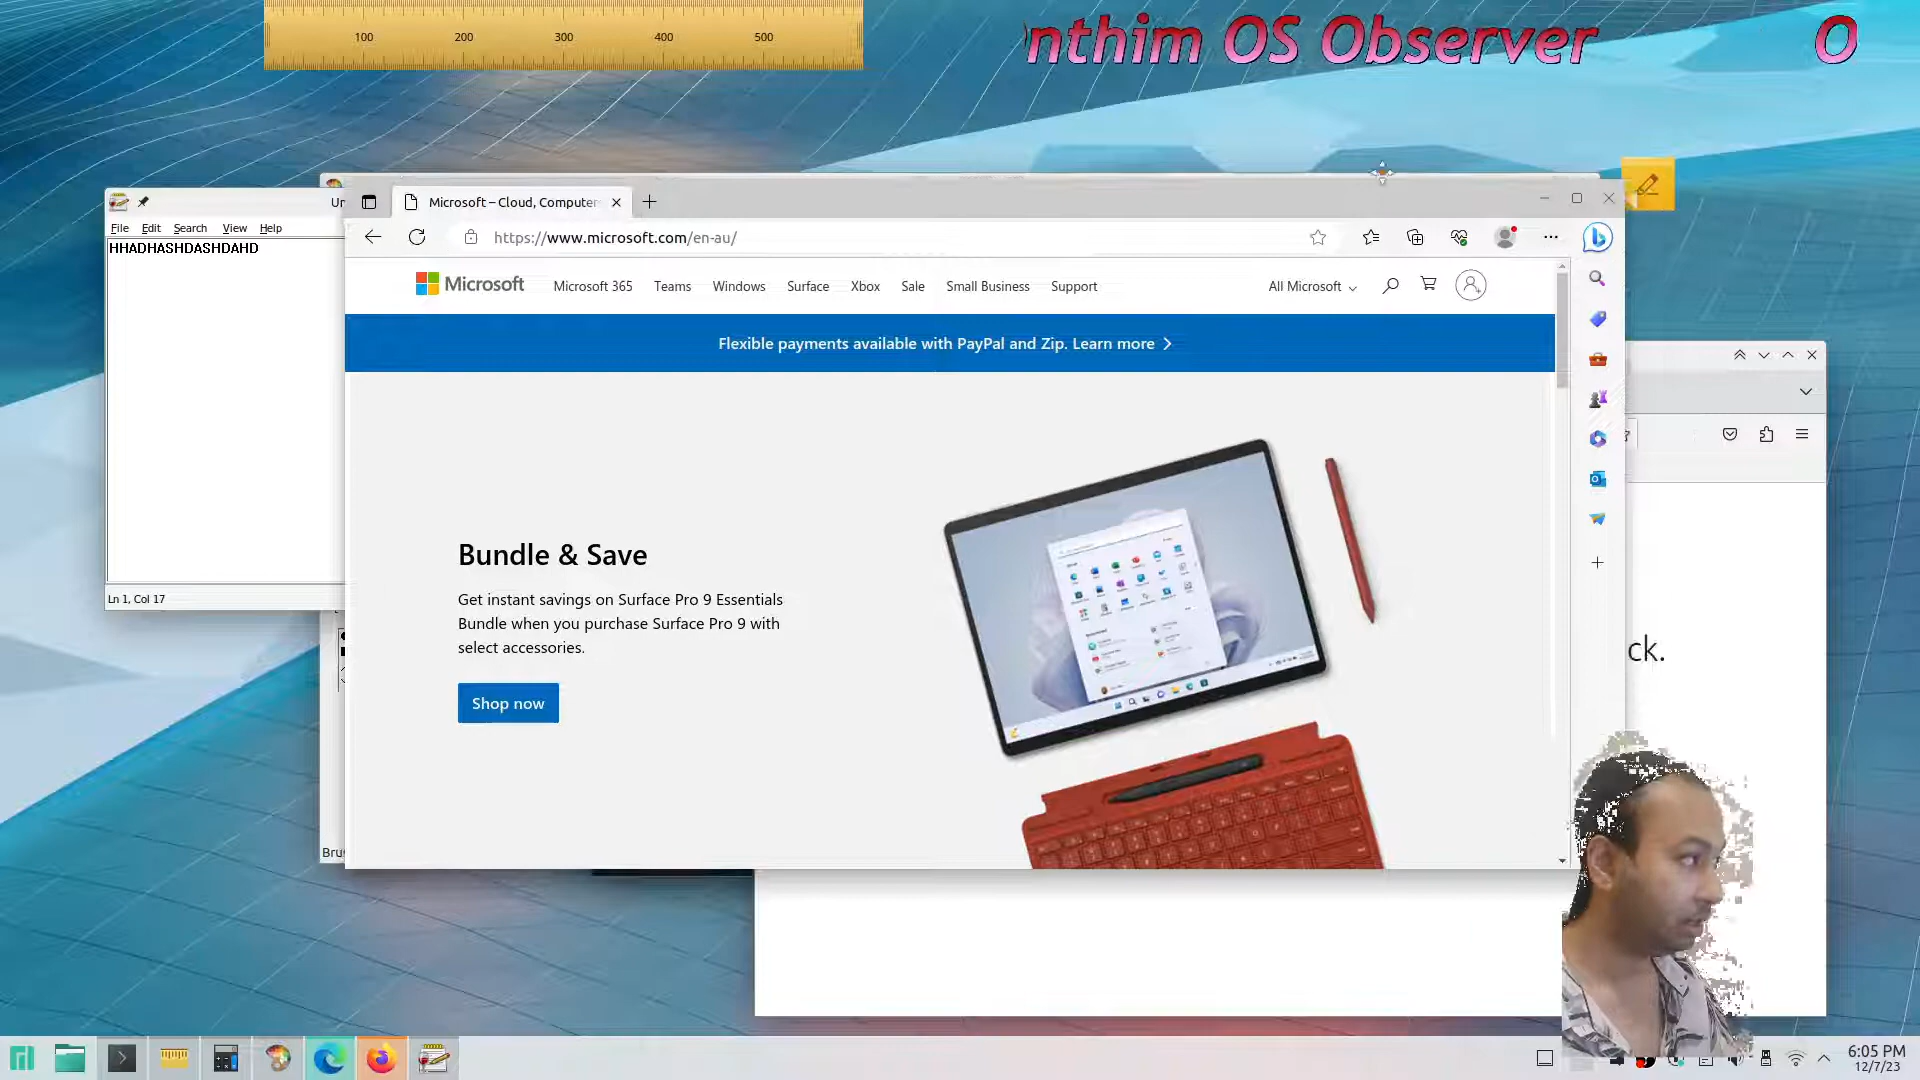 100 200 300 400 500
nthim OS Observer O
Un
Microsoft – Cloud, Computer
File Edit Search View Help
HHADHASHDASHDAHD
https://www.microsoft.com/en-au/
Microsoft
Microsoft 365 Teams Windows Surface Xbox Sale Small Business Support
All Microsoft
Flexible payments available with PayPal and Zip. Learn more
Bundle & Save
Get instant savings on Surface Pro 9 Essentials
Bundle when you purchase Surface Pro 9 with
select accessories.
Shop now
Ln 1, Col 17
ck.
Bru
6:05 PM
12/7/23